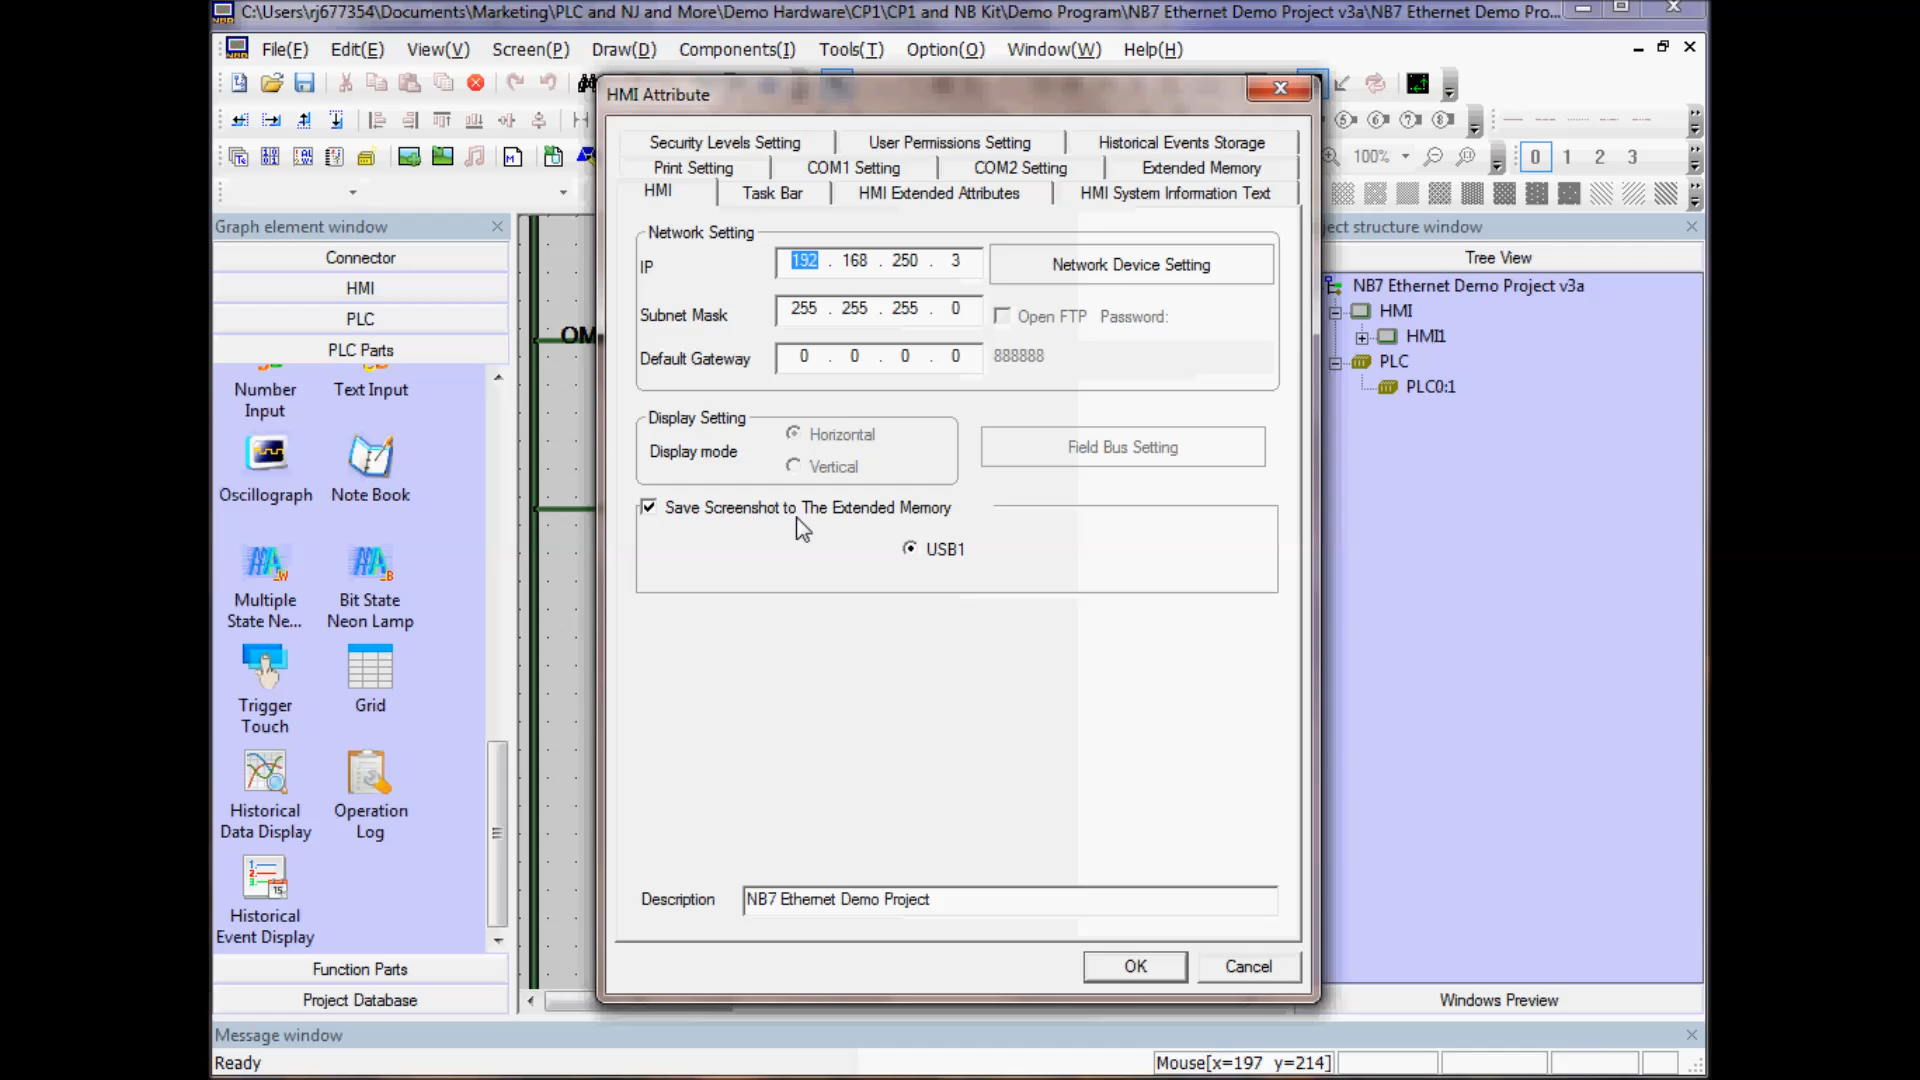 C:\Users\rj677354\Documents\Marketing\PLC and NJ and More\Demo Hardware\CP1\CP1 and NB Kit\Demo Program\NB7 Ethernet Demo Project v3a\NB7 Ethernet Demo Pro...
File(F) Edit(E) View(V) Screen(P) Draw(D) Components(I) Tools(T) Option(O) Window(W) Help(H)
HMI Attribute
100% 0 1 2 3
Security Levels Setting User Permissions Setting Historical Events Storage
Print Setting COM1 Setting COM2 Setting Extended Memory
HMI Task Bar HMI Extended Attributes HMI System Information Text
Graph element window
Connector
HMI
PLC
PLC Parts
Number Input
Text Input
Oscillograph
Note Book
Multiple State Ne...
Bit State Neon Lamp
Trigger Touch
Grid
Historical Data Display
Operation Log
Historical Event Display
Function Parts
Project Database
OM
Network Setting
IP 192 . 168 . 250 . 3 Network Device Setting
Subnet Mask 255 . 255 . 255 . 0 Open FTP Password:
Default Gateway 0 . 0 . 0 . 0 888888
Display Setting
Display mode
Horizontal
Vertical
Field Bus Setting
Save Screenshot to The Extended Memory
USB1
Description NB7 Ethernet Demo Project
OK Cancel
ect structure window
Tree View
NB7 Ethernet Demo Project v3a
HMI
HMI1
PLC
PLC0:1
Windows Preview
Message window
Ready Mouse[x=197 y=214]